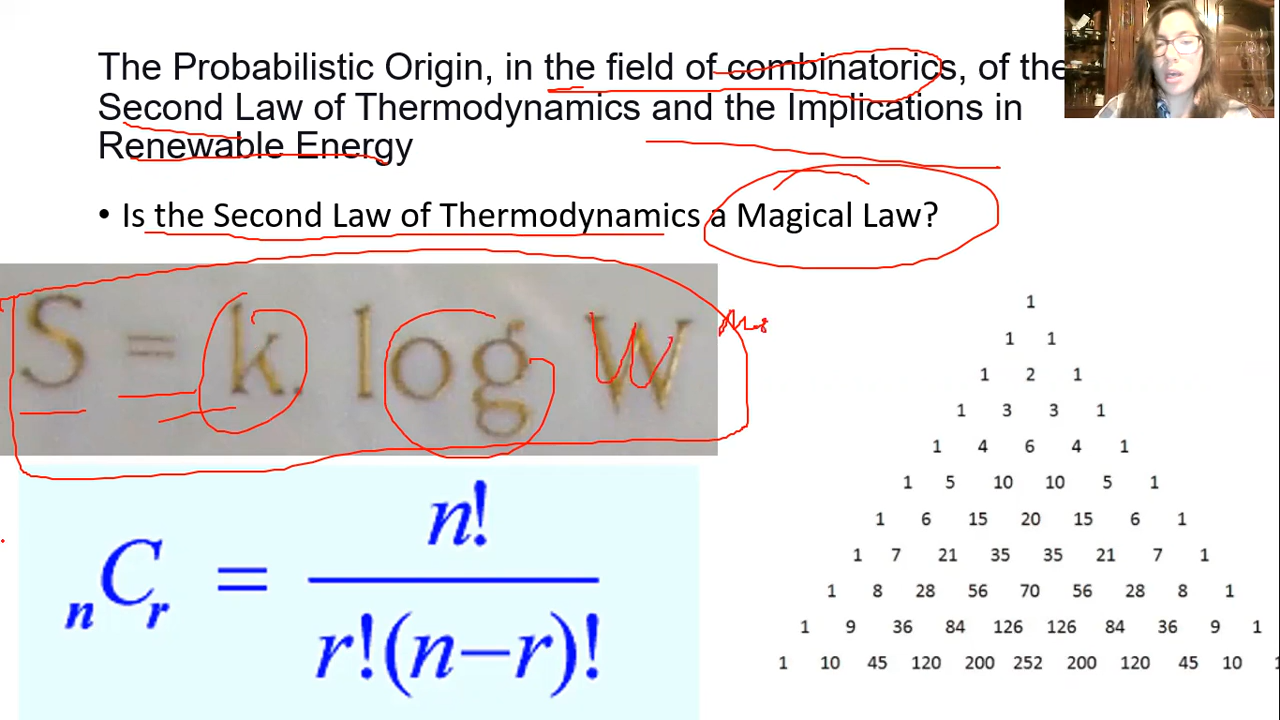 The Probabilistic Origin, in the field of combinatorics, of the
Second Law of Thermodynamics and the Implications in
Renewable Energy
• Is the Second Law of Thermodynamics a Magical Law?
S = k. log W
nCr = n! / r!(n−r)!
1
1 1
1 2 1
1 3 3 1
1 4 6 4 1
1 5 10 10 5 1
1 6 15 20 15 6 1
1 7 21 35 35 21 7 1
1 8 28 56 70 56 28 8 1
1 9 36 84 126 126 84 36 9 1
1 10 45 120 200 252 200 120 45 10 1